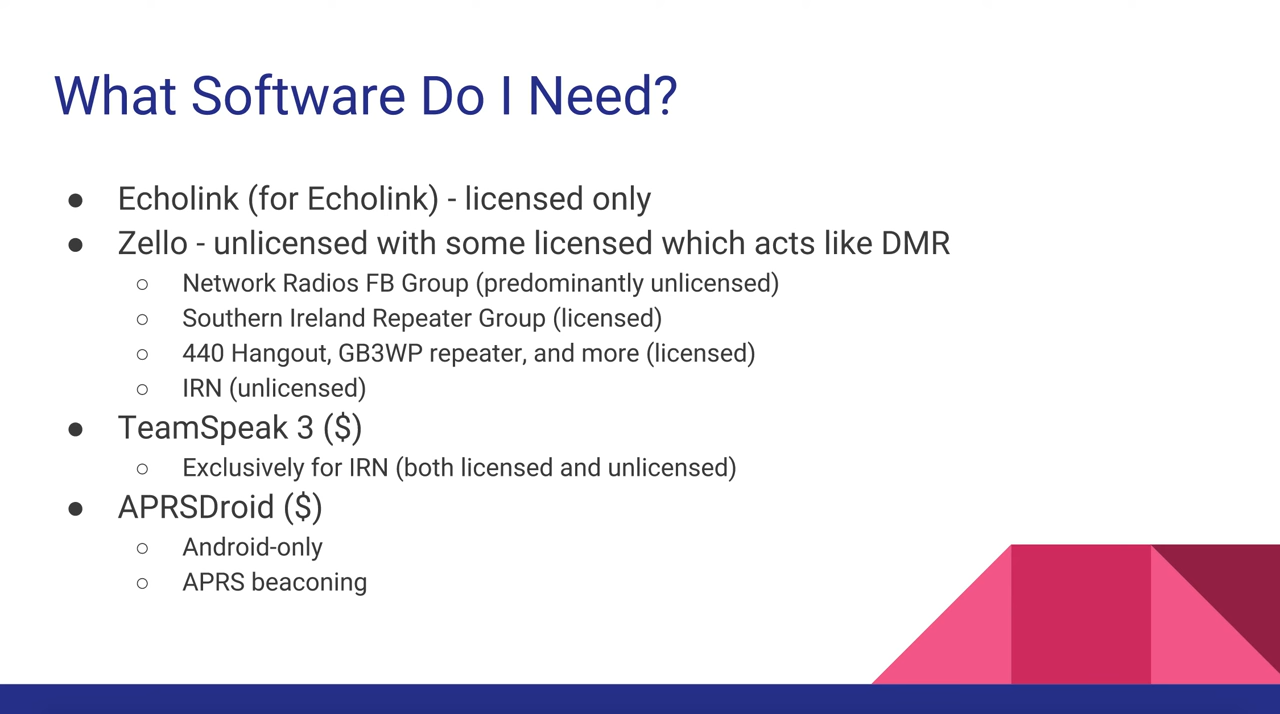 What Software Do I Need?
● Echolink (for Echolink) - licensed only
● Zello - unlicensed with some licensed which acts like DMR
○ Network Radios FB Group (predominantly unlicensed)
○ Southern Ireland Repeater Group (licensed)
○ 440 Hangout, GB3WP repeater, and more (licensed)
○ IRN (unlicensed)
● TeamSpeak 3 ($)
○ Exclusively for IRN (both licensed and unlicensed)
● APRSDroid ($)
○ Android-only
○ APRS beaconing